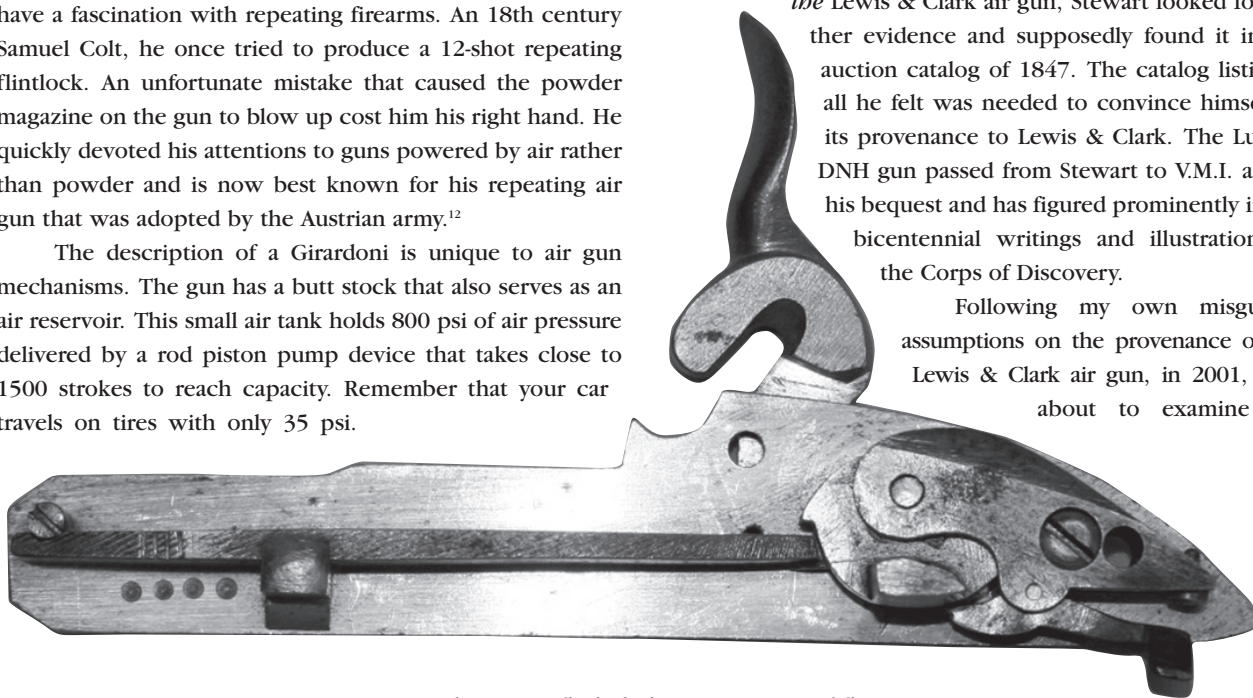 have a fascination with repeating firearms. An 18th century
Samuel Colt, he once tried to produce a 12-shot repeating
flintlock. An unfortunate mistake that caused the powder
magazine on the gun to blow up cost him his right hand. He
quickly devoted his attentions to guns powered by air rather
than powder and is now best known for his repeating air
gun that was adopted by the Austrian army.12
The description of a Girardoni is unique to air gun
mechanisms. The gun has a butt stock that also serves as an
air reservoir. This small air tank holds 800 psi of air pressure
delivered by a rod piston pump device that takes close to
1500 strokes to reach capacity. Remember that your car
travels on tires with only 35 psi.
the Lewis & Clark air gun, Stewart looked
ther evidence and supposedly found it
auction catalog of 1847. The catalog
all he felt was needed to convince
its provenance to Lewis & Clark. The
DNH gun passed from Stewart to V.M.I.
his bequest and has figured prominently
bicentennial writings and
the Corps of Discovery.
Following my own
assumptions on the provenance
Lewis & Clark air gun, in 2001,
about to examine